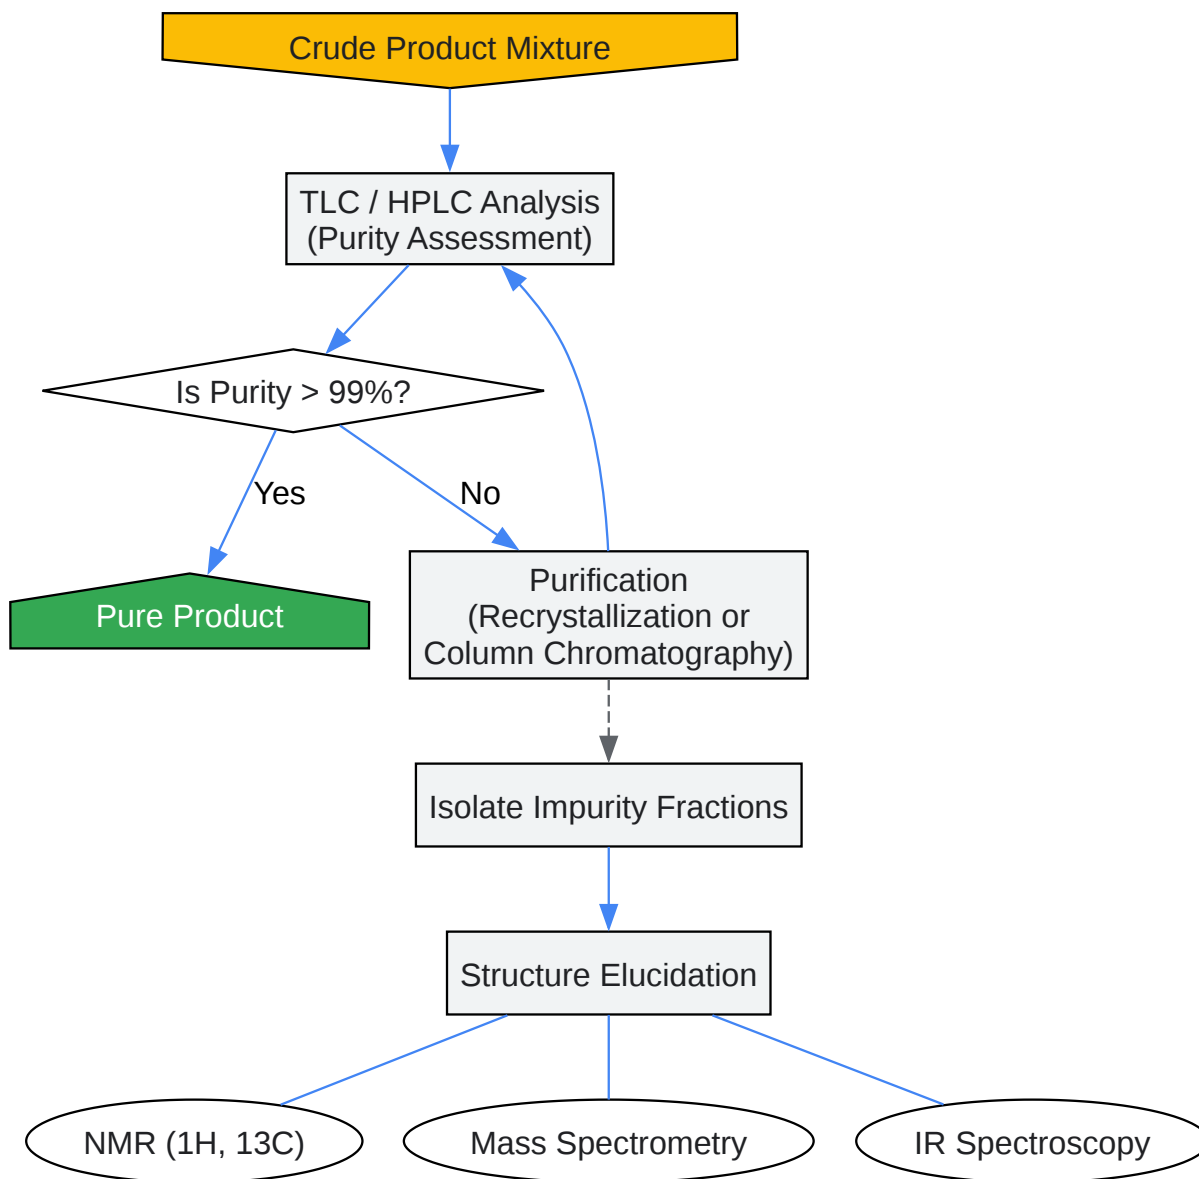 Crude Product Mixture
TLC / HPLC Analysis
(Purity Assessment)
Is Purity > 99%?
Yes
No
Pure Product
Purification
(Recrystallization or
Column Chromatography)
Isolate Impurity Fractions
Structure Elucidation
NMR (1H, 13C)
Mass Spectrometry
IR Spectroscopy